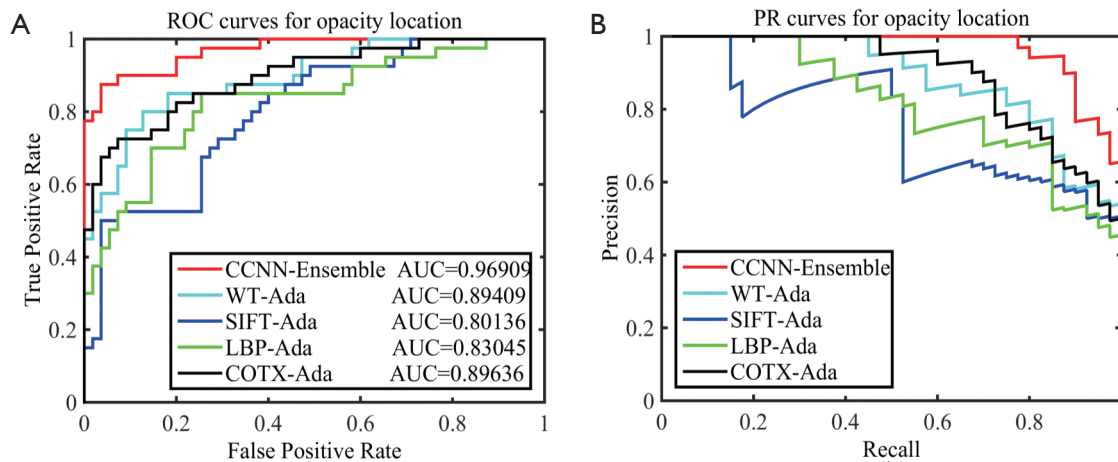 A
ROC curves for opacity location
1
0.8
0.6
0.4
0.2
0
True Positive Rate
CCNN-Ensemble AUC=0.96909
WT-Ada AUC=0.89409
SIFT-Ada AUC=0.80136
LBP-Ada AUC=0.83045
COTX-Ada AUC=0.89636
0 0.2 0.4 0.6 0.8 1
False Positive Rate
B
PR curves for opacity location
1
0.8
0.6
0.4
0.2
0
Precision
CCNN-Ensemble
WT-Ada
SIFT-Ada
LBP-Ada
COTX-Ada
0.2 0.4 0.6 0.8
Recall